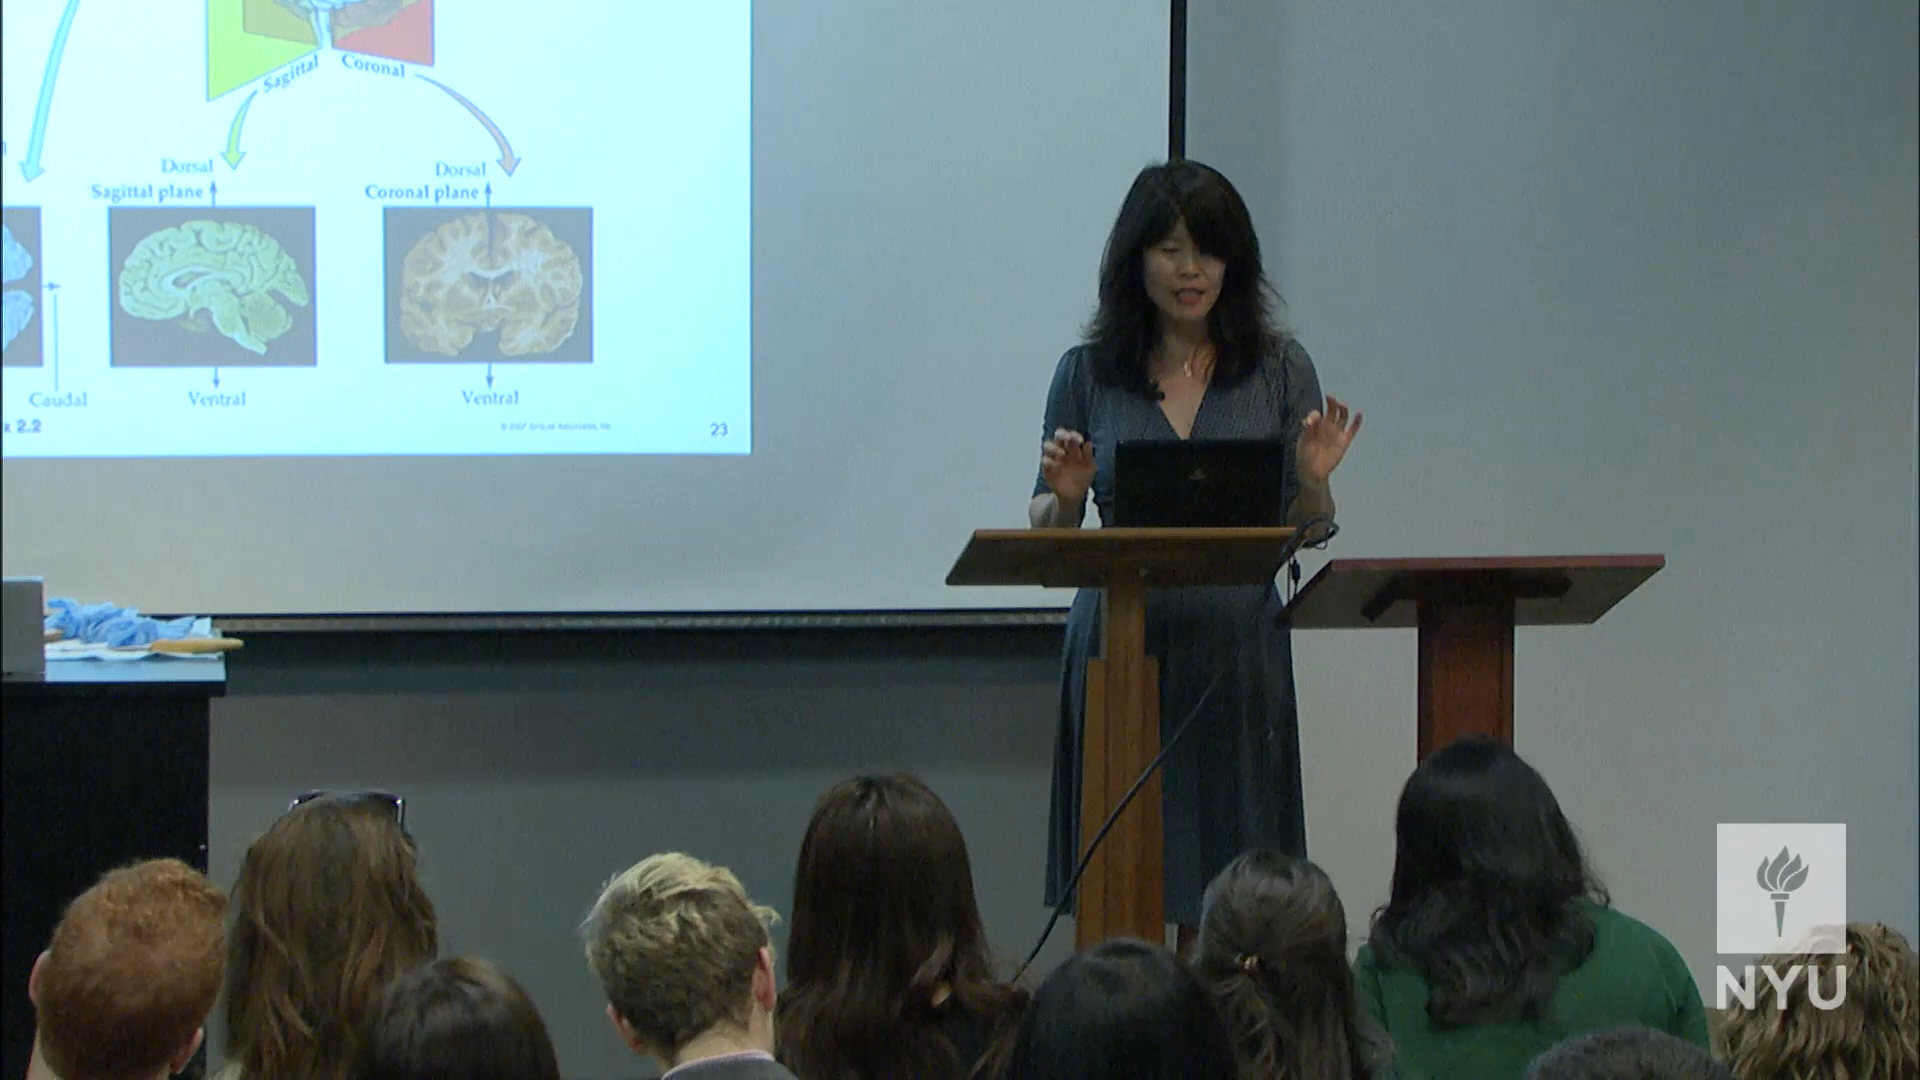 Sagittal
Coronal
Dorsal
Sagittal plane
Dorsal
Coronal plane
Caudal
Ventral
Ventral
x 2.2
23
NYU